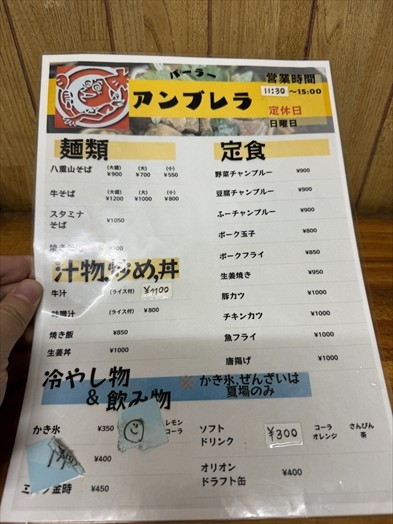 パーラー
アンブレラ
営業時間
11:30～15:00
定休日
日曜日
麺類
八重山そば (大盛) ¥900 (大) ¥700 (小) ¥550
牛そば (大盛) ¥1200 (大) ¥1000 (小) ¥800
スタミナそば ¥1050
汁物,炒め,丼
牛汁 (ライス付) ¥1100
味噌汁 (ライス付) ¥800
焼き飯 ¥850
生姜丼 ¥1000
定食
野菜チャンプルー ¥900
豆腐チャンプルー ¥900
ふーチャンプルー ¥900
ポーク玉子 ¥800
ポークフライ ¥850
生姜焼き ¥950
豚カツ ¥1000
チキンカツ ¥1000
魚フライ ¥1000
唐揚げ ¥1000
冷やし物
&飲み物
※ かき氷,ぜんざいは
夏場のみ
かき氷 ¥350 レモン コーラ
¥400
金時 ¥450
ソフトドリンク ¥300 コーラ オレンジ さんぴん茶
オリオンドラフト缶 ¥400